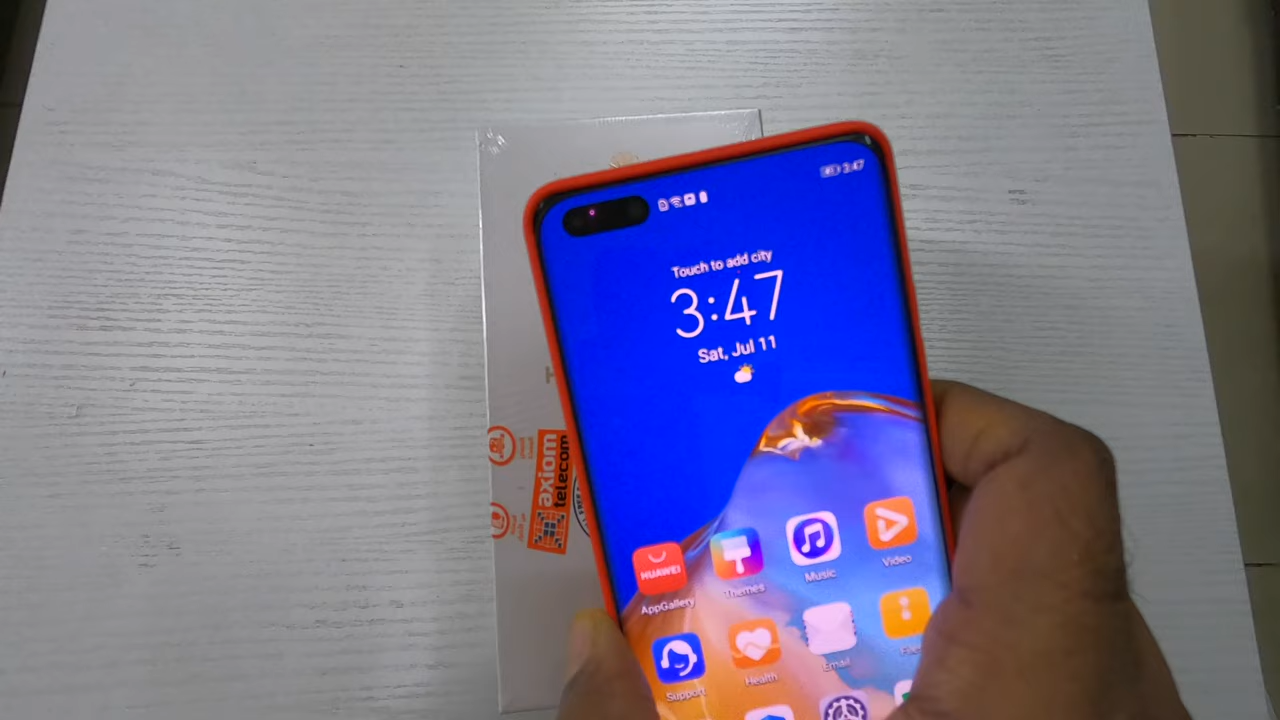 3:47
Touch to add city
3:47
Sat, Jul 11
HUAWEI
AppGallery
Themes
Music
Video
Support
Health
Email
Files
axiom
telecom